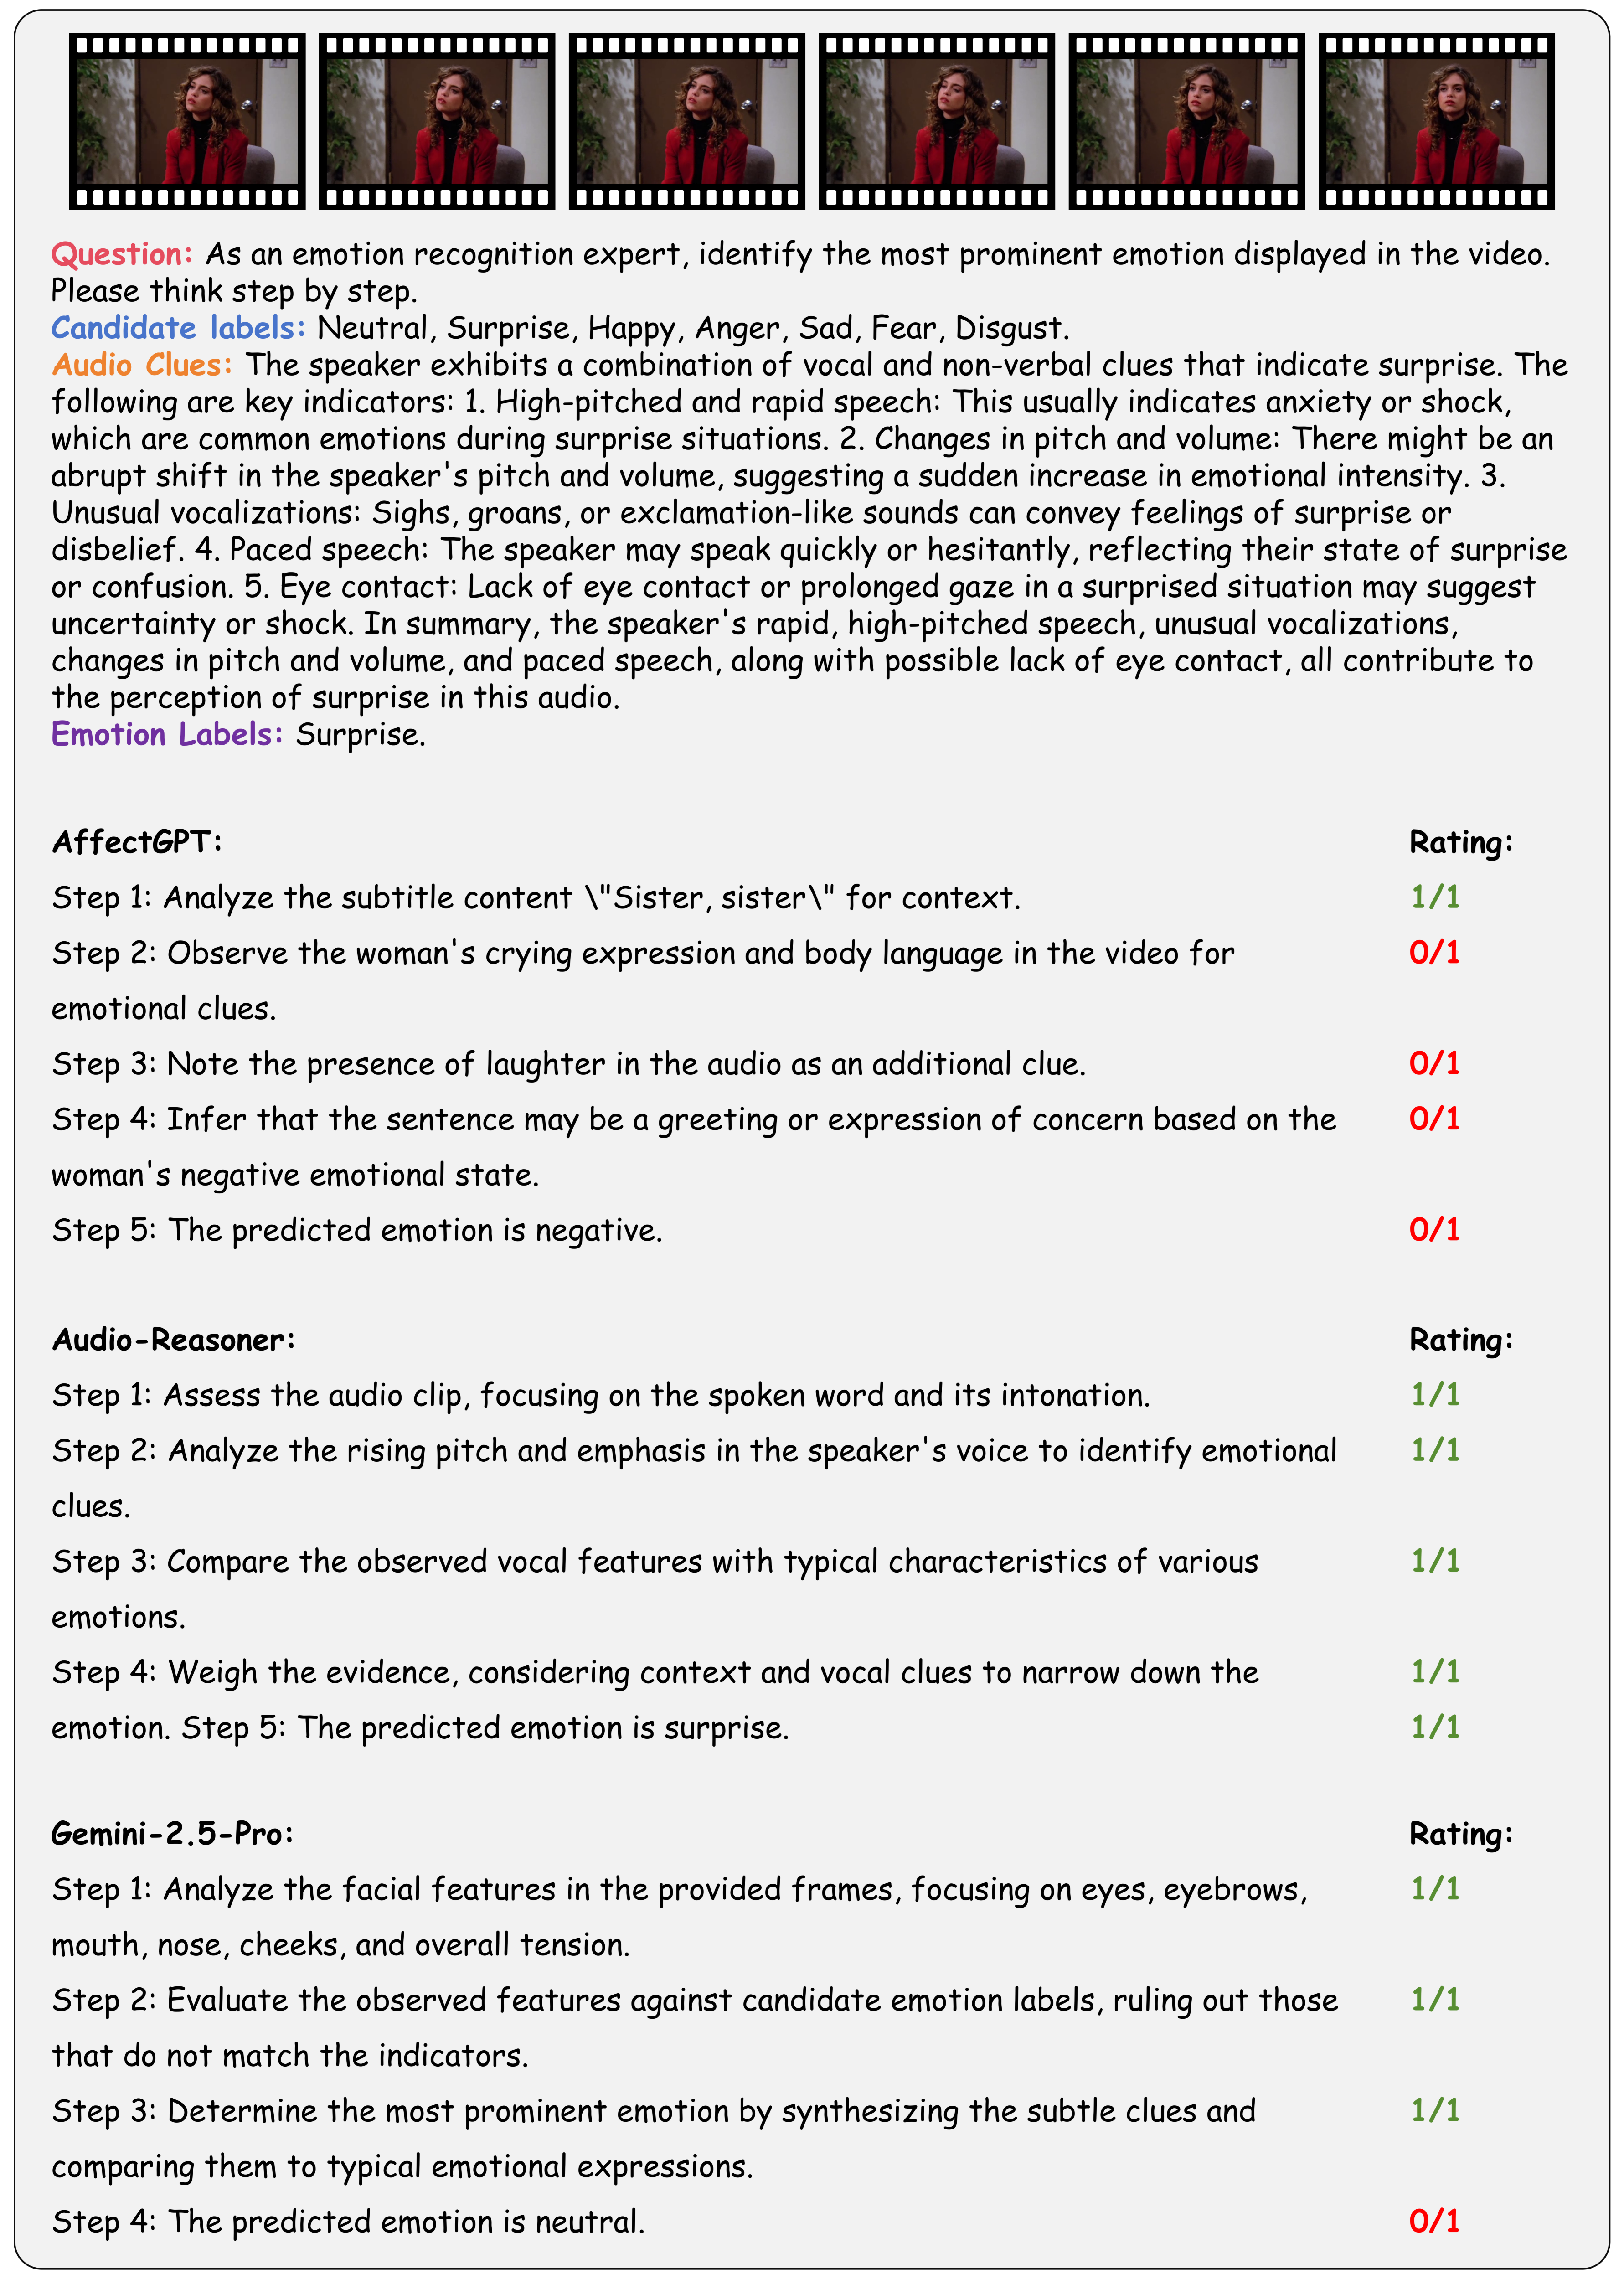 Question: As an emotion recognition expert, identify the most prominent emotion displayed in the video.
Please think step by step.
Candidate labels: Neutral, Surprise, Happy, Anger, Sad, Fear, Disgust.
Audio Clues: The speaker exhibits a combination of vocal and non-verbal clues that indicate surprise. The
following are key indicators: 1. High-pitched and rapid speech: This usually indicates anxiety or shock,
which are common emotions during surprise situations. 2. Changes in pitch and volume: There might be an
abrupt shift in the speaker's pitch and volume, suggesting a sudden increase in emotional intensity. 3.
Unusual vocalizations: Sighs, groans, or exclamation-like sounds can convey feelings of surprise or
disbelief. 4. Paced speech: The speaker may speak quickly or hesitantly, reflecting their state of surprise
or confusion. 5. Eye contact: Lack of eye contact or prolonged gaze in a surprised situation may suggest
uncertainty or shock. In summary, the speaker's rapid, high-pitched speech, unusual vocalizations,
changes in pitch and volume, and paced speech, along with possible lack of eye contact, all contribute to
the perception of surprise in this audio.
Emotion Labels: Surprise.
AffectGPT: Rating:
Step 1: Analyze the subtitle content \"Sister, sister\" for context. 1/1
Step 2: Observe the woman's crying expression and body language in the video for 0/1
emotional clues.
Step 3: Note the presence of laughter in the audio as an additional clue. 0/1
Step 4: Infer that the sentence may be a greeting or expression of concern based on the 0/1
woman's negative emotional state.
Step 5: The predicted emotion is negative. 0/1
Audio-Reasoner: Rating:
Step 1: Assess the audio clip, focusing on the spoken word and its intonation. 1/1
Step 2: Analyze the rising pitch and emphasis in the speaker's voice to identify emotional 1/1
clues.
Step 3: Compare the observed vocal features with typical characteristics of various 1/1
emotions.
Step 4: Weigh the evidence, considering context and vocal clues to narrow down the 1/1
emotion. Step 5: The predicted emotion is surprise. 1/1
Gemini-2.5-Pro: Rating:
Step 1: Analyze the facial features in the provided frames, focusing on eyes, eyebrows, 1/1
mouth, nose, cheeks, and overall tension.
Step 2: Evaluate the observed features against candidate emotion labels, ruling out those 1/1
that do not match the indicators.
Step 3: Determine the most prominent emotion by synthesizing the subtle clues and 1/1
comparing them to typical emotional expressions.
Step 4: The predicted emotion is neutral. 0/1